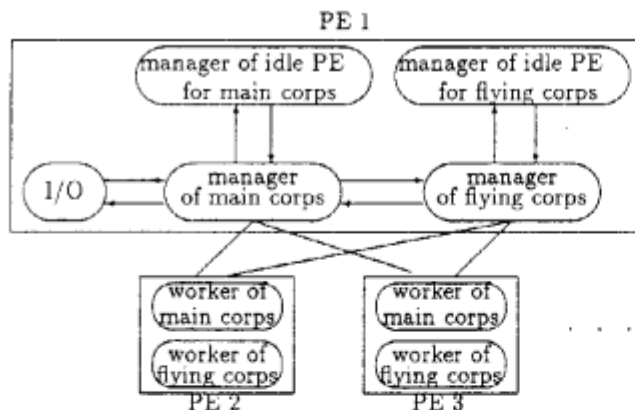 PE 1
manager of idle PE
for main corps
manager of idle PE
for flying corps
I/O
manager
of main corps
manager
of flying corps
worker of
main corps
worker of
flying corps
PE 2
worker of
main corps
worker of
flying corps
PE 3
. . . .